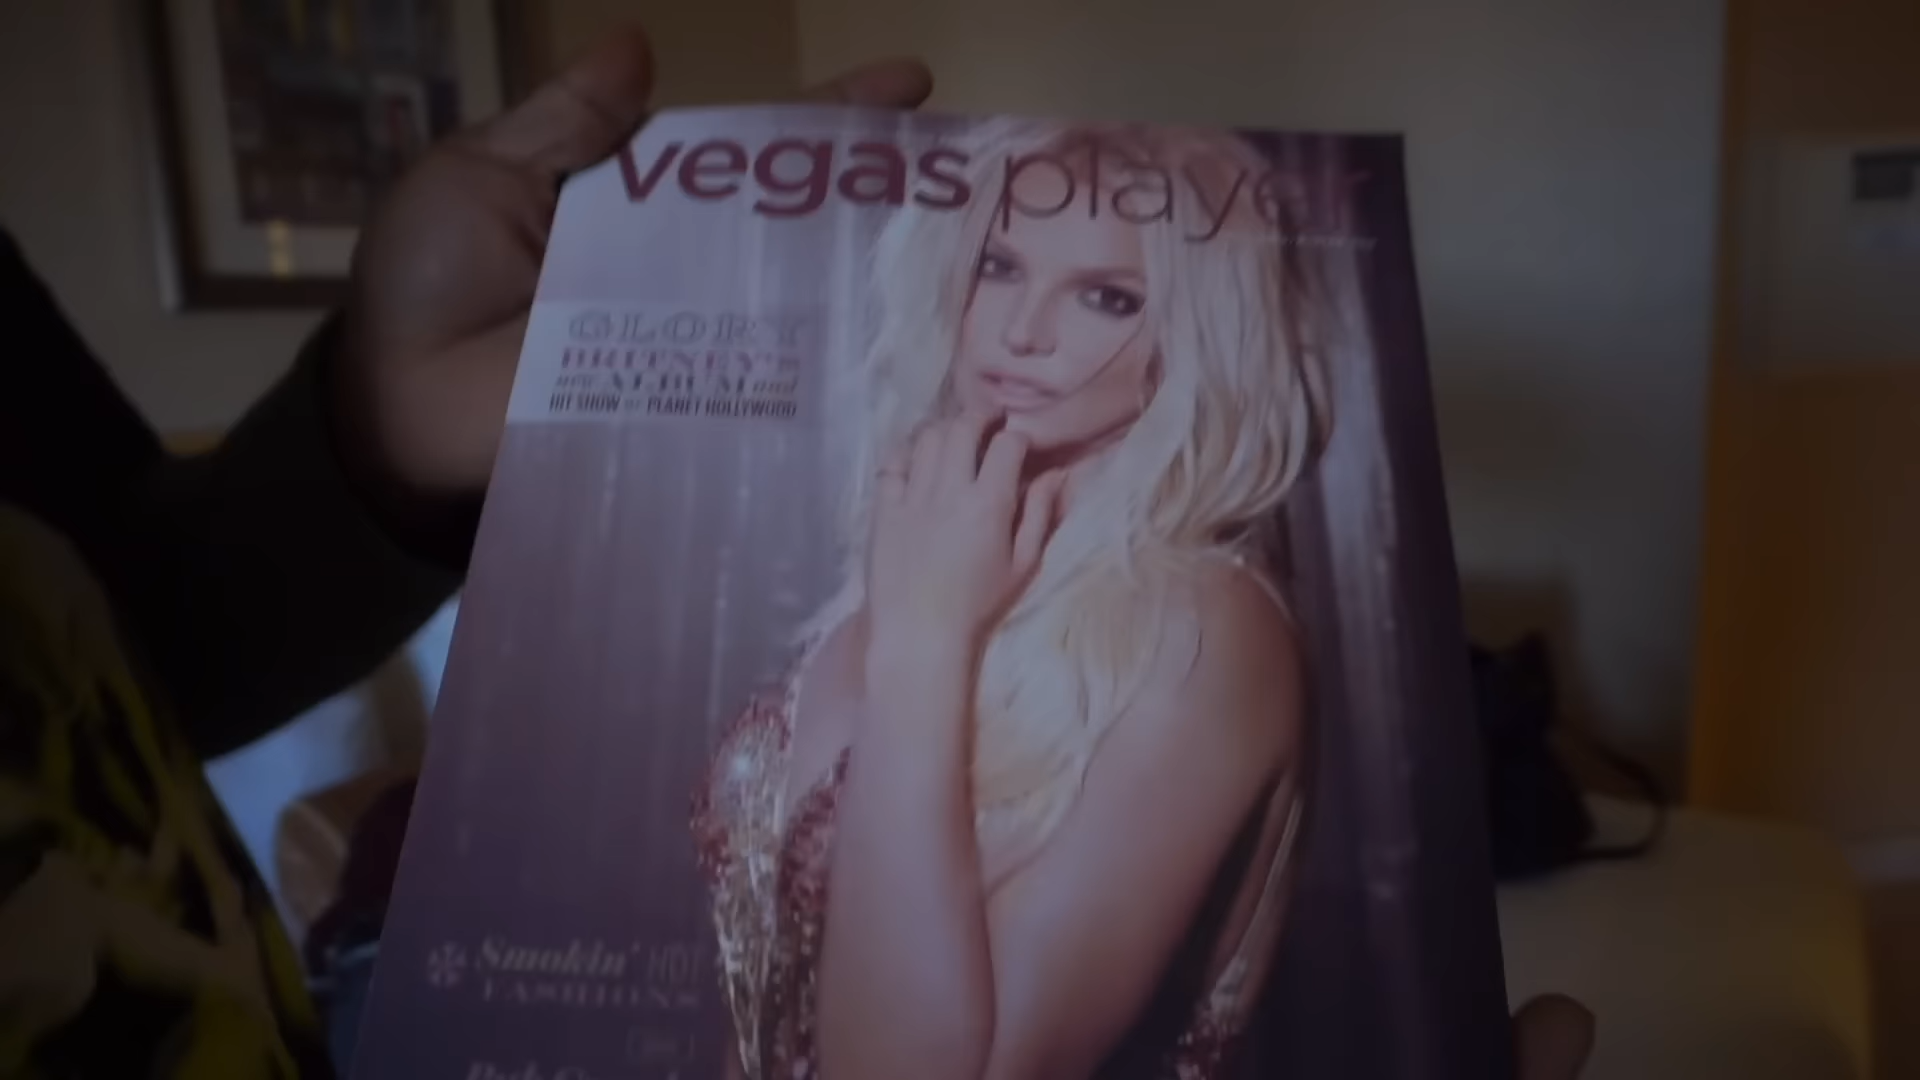 vegas player
GLORY
BRITNEY'S
new ALBUM and
HIT SHOW at PLANET HOLLYWOOD
Smokin' HOT
FASHIONS